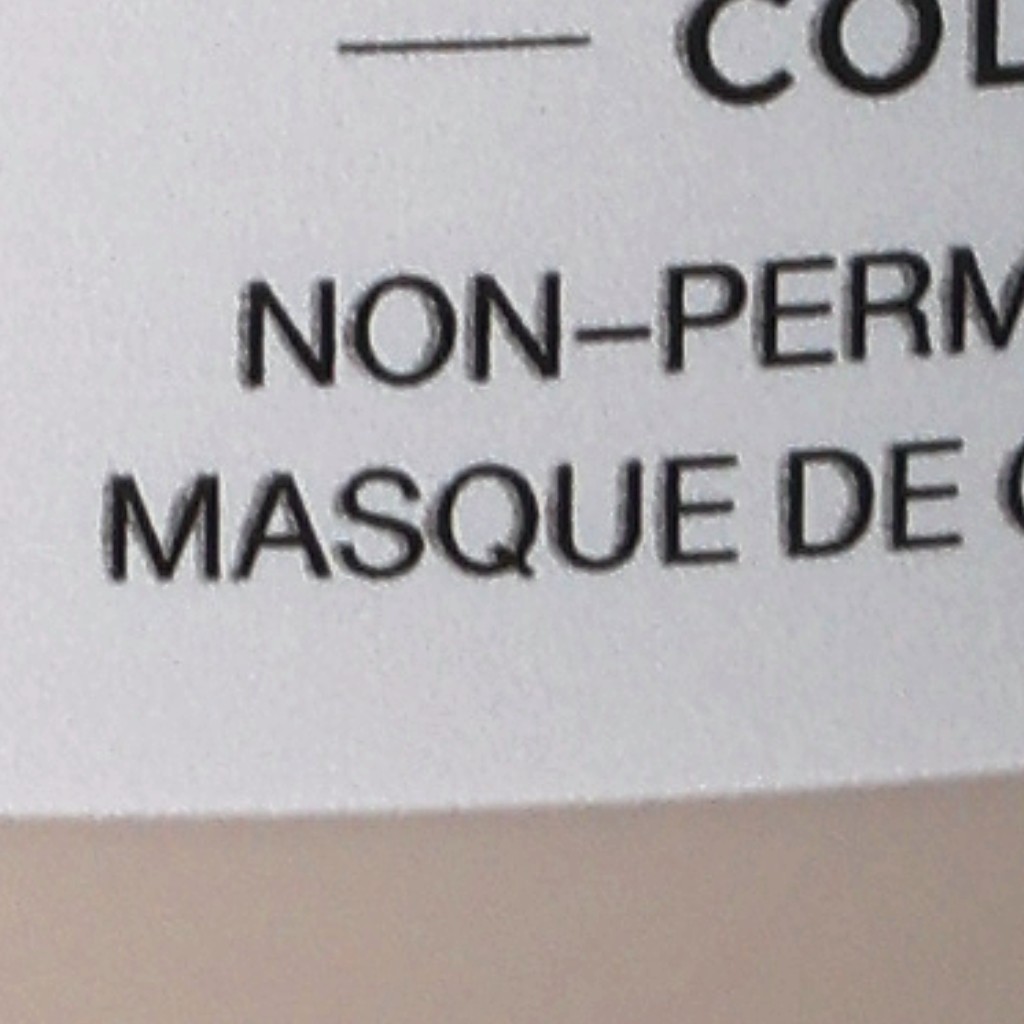 COL
NON-PERM
MASQUE DE